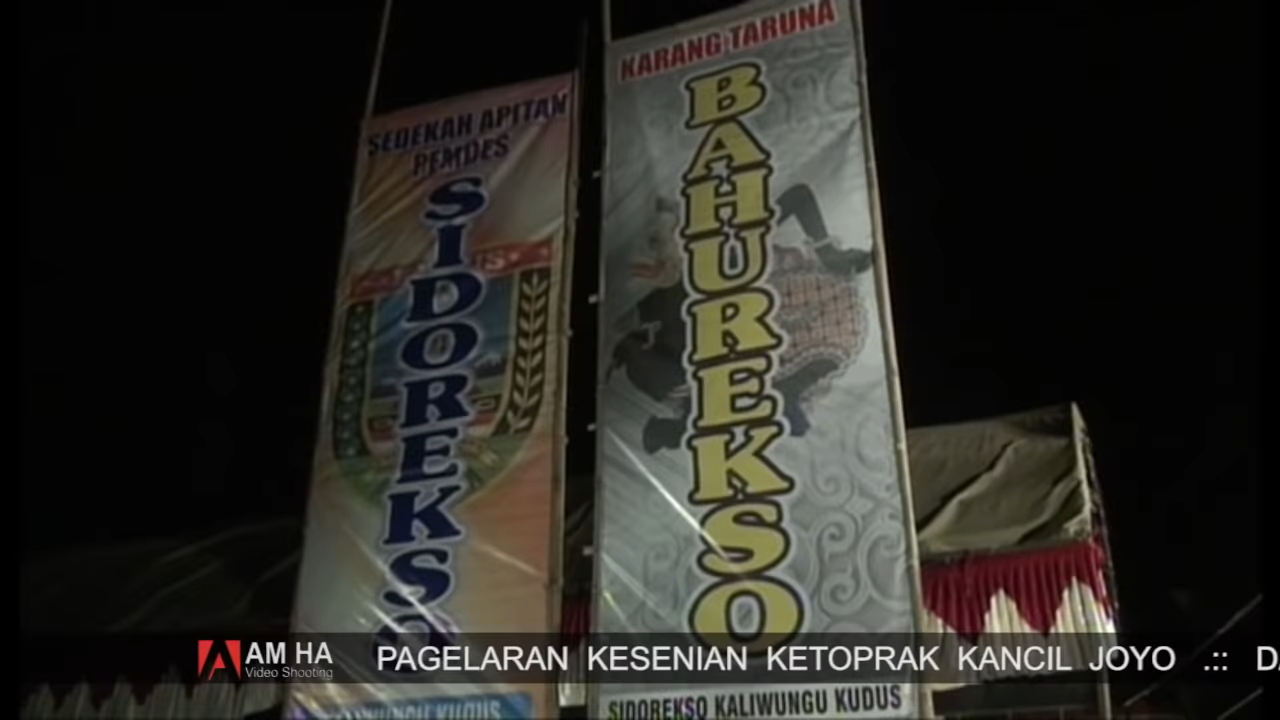 SEDEKAH APITAN
PEMDES
SIDOREKSO
KARANG TARUNA
BAHUREKSO
SIDOREKSO KALIWUNGU KUDUS
KUDUS
AM HA
Video Shooting
PAGELARAN KESENIAN KETOPRAK KANCIL JOYO .::